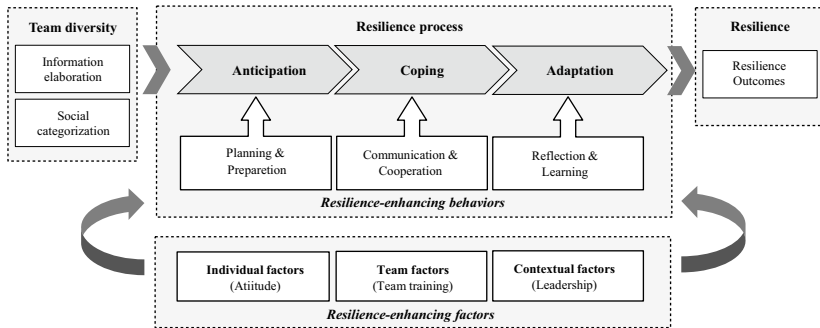 Team diversity
Information
elaboration
Social
categorization
Resilience process
Anticipation
Coping
Adaptation
Planning &
Preparetion
Communication &
Cooperation
Reflection &
Learning
Resilience-enhancing behaviors
Resilience
Resilience
Outcomes
Individual factors
(Atiitude)
Team factors
(Team training)
Contextual factors
(Leadership)
Resilience-enhancing factors